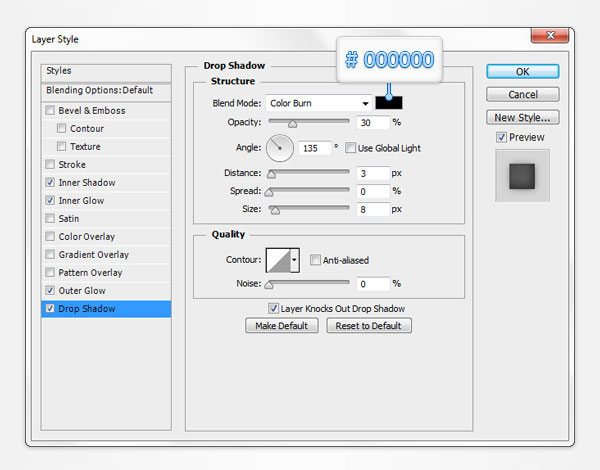 Layer Style
# 000000
Styles
Blending Options:Default
Bevel & Emboss
Contour
Texture
Stroke
Inner Shadow
Inner Glow
Satin
Color Overlay
Gradient Overlay
Pattern Overlay
Outer Glow
Drop Shadow
Drop Shadow
Structure
Blend Mode: Color Burn
Opacity: 30 %
Angle: 135 ° Use Global Light
Distance: 3 px
Spread: 0 %
Size: 8 px
Quality
Contour: Anti-aliased
Noise: 0 %
Layer Knocks Out Drop Shadow
Make Default Reset to Default
OK
Cancel
New Style...
Preview